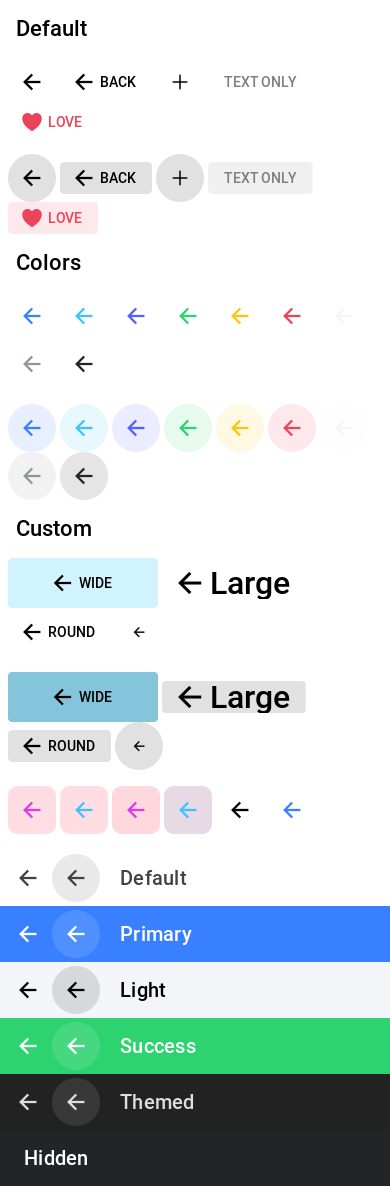 Default
BACK TEXT ONLY
LOVE
BACK TEXT ONLY
LOVE
Colors
Custom
WIDE Large
ROUND
WIDE Large
ROUND
Default
Primary
Light
Success
Themed
Hidden